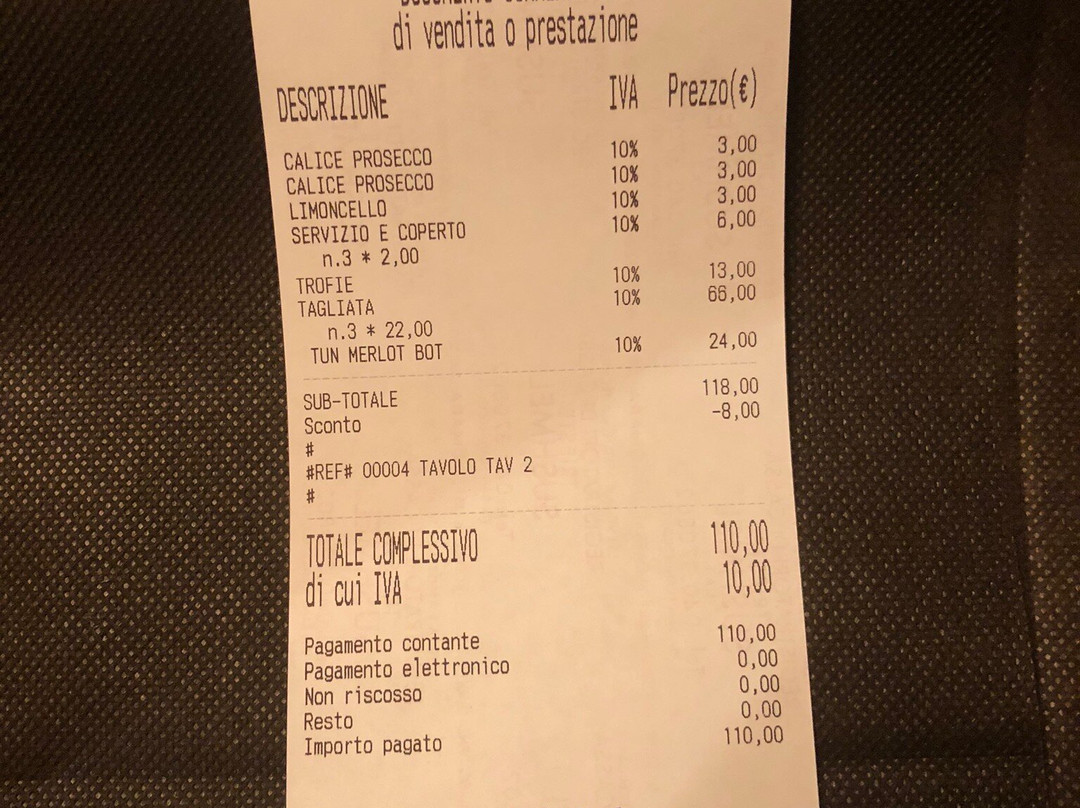 di vendita o prestazione
DESCRIZIONE IVA Prezzo(€)
CALICE PROSECCO 10% 3,00
CALICE PROSECCO 10% 3,00
LIMONCELLO 10% 3,00
SERVIZIO E COPERTO 10% 6,00
n.3 * 2,00
TROFIE 10% 13,00
TAGLIATA 10% 66,00
n.3 * 22,00
TUN MERLOT BOT 10% 24,00
SUB-TOTALE 118,00
Sconto -8,00
#
#REF# 00004 TAVOLO TAV 2
#
TOTALE COMPLESSIVO 110,00
di cui IVA 10,00
Pagamento contante 110,00
Pagamento elettronico 0,00
Non riscosso 0,00
Resto 0,00
Importo pagato 110,00